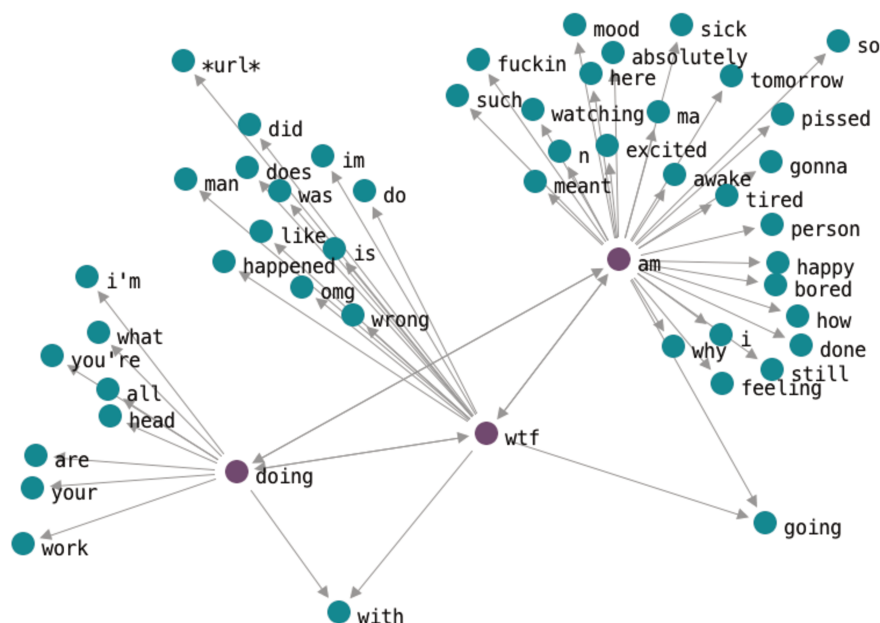 mood
sick
so
*url*
fuckin
absolutely
here
tomorrow
such
watching
ma
pissed
did
im
n
excited
man
does
was
do
meant
awake
gonna
tired
like
is
person
happened
am
happy
i'm
omg
bored
what
wrong
how
you're
why
i
done
all
still
head
feeling
wtf
are
doing
your
going
work
with